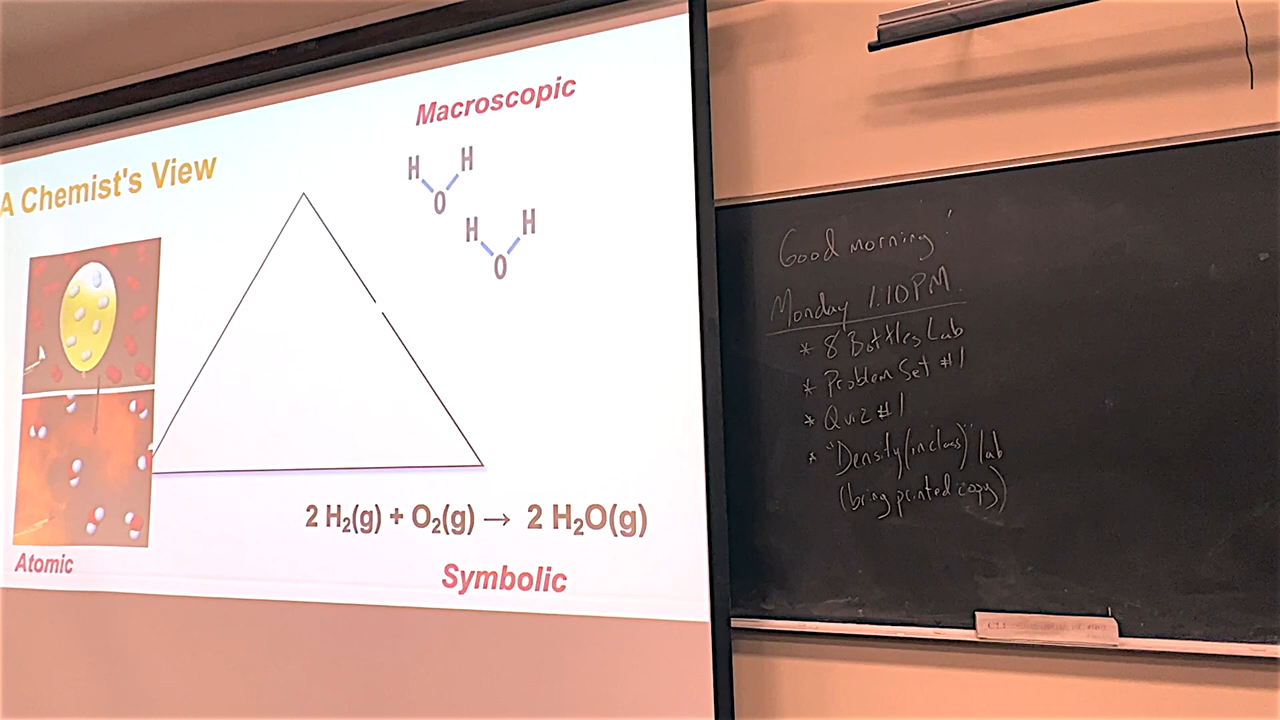 A Chemist's View
Macroscopic
H H
O
H H
O
2 H₂(g) + O₂(g) → 2 H₂O(g)
Atomic
Symbolic
Good morning!
Monday 1:10PM
* 8 Bottles Lab
* Problem Set #1
* Quiz #1
* "Density (in class)" lab
(bring printed copy)